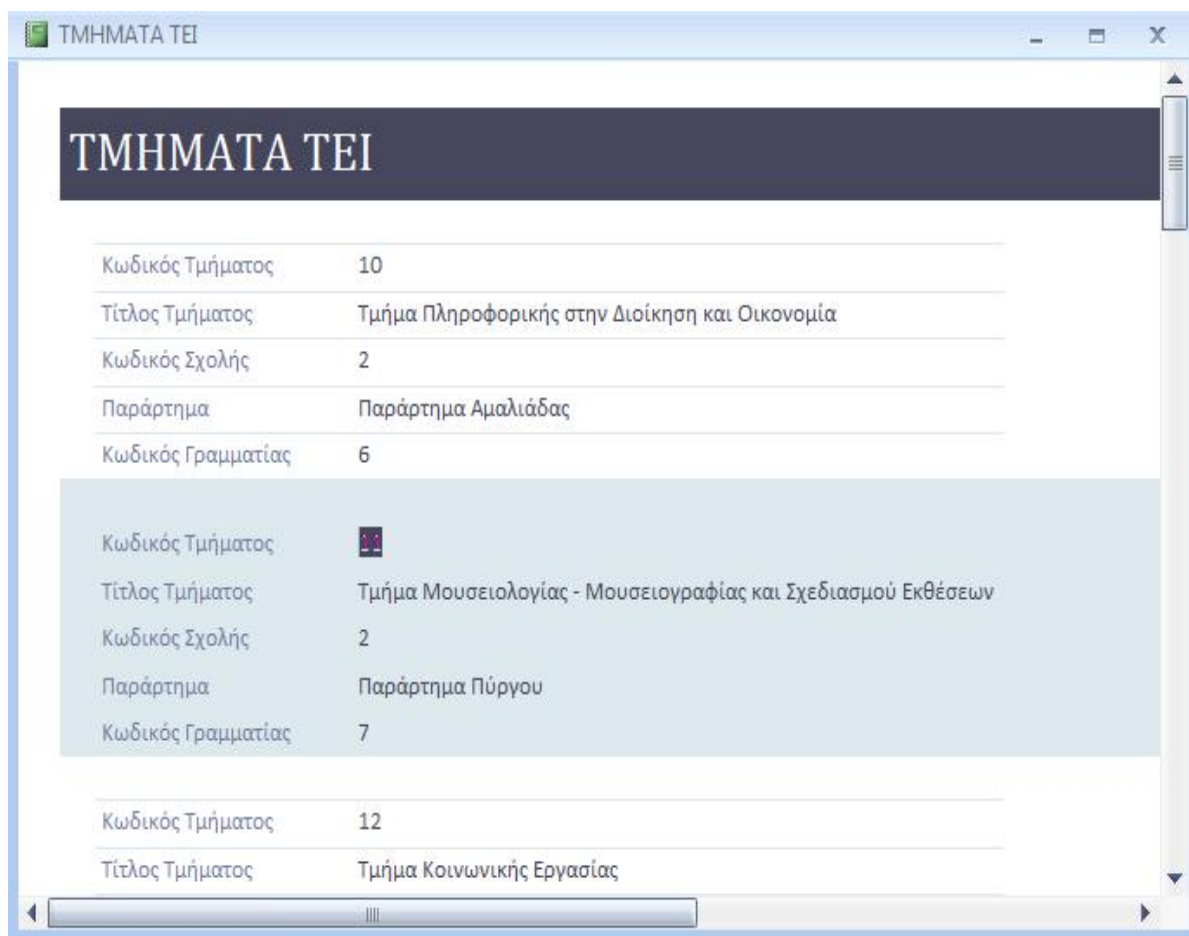 ΤΜΗΜΑΤΑ ΤΕΙ
ΤΜΗΜΑΤΑ ΤΕΙ
Κωδικός Τμήματος 10
Τίτλος Τμήματος Τμήμα Πληροφορικής στην Διοίκηση και Οικονομία
Κωδικός Σχολής 2
Παράρτημα Παράρτημα Αμαλιάδας
Κωδικός Γραμματίας 6
Κωδικός Τμήματος 11
Τίτλος Τμήματος Τμήμα Μουσειολογίας - Μουσειογραφίας και Σχεδιασμού Εκθέσεων
Κωδικός Σχολής 2
Παράρτημα Παράρτημα Πύργου
Κωδικός Γραμματίας 7
Κωδικός Τμήματος 12
Τίτλος Τμήματος Τμήμα Κοινωνικής Εργασίας